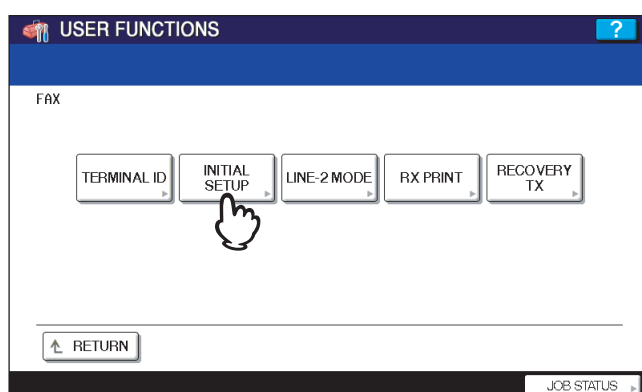 USER FUNCTIONS
?
FAX
TERMINAL ID
INITIAL
SETUP
LINE-2 MODE
RX PRINT
RECOVERY
TX
RETURN
JOB STATUS